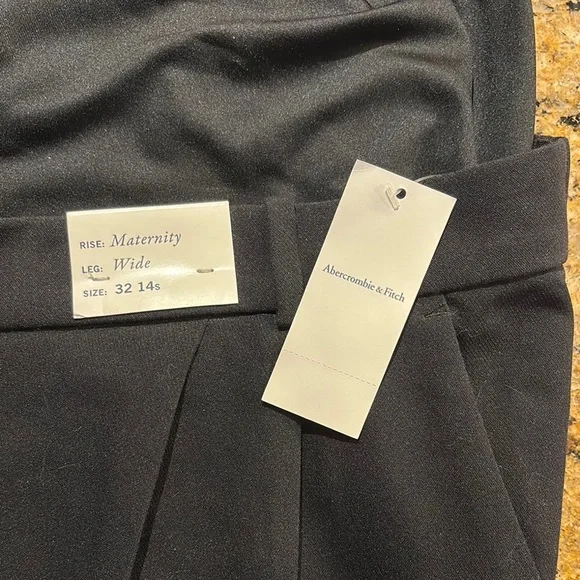 RISE: Maternity
LEG: Wide
SIZE: 32 14S
Abercrombie & Fitch